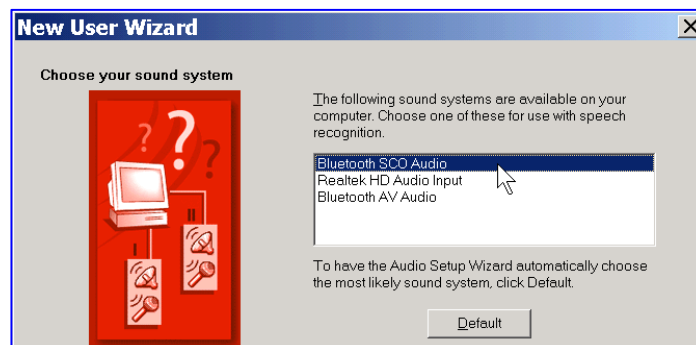 New User Wizard
Choose your sound system
The following sound systems are available on your
computer. Choose one of these for use with speech
recognition.
Bluetooth SCO Audio
Realtek HD Audio Input
Bluetooth AV Audio
To have the Audio Setup Wizard automatically choose
the most likely sound system, click Default.
Default
? ? ?
I II